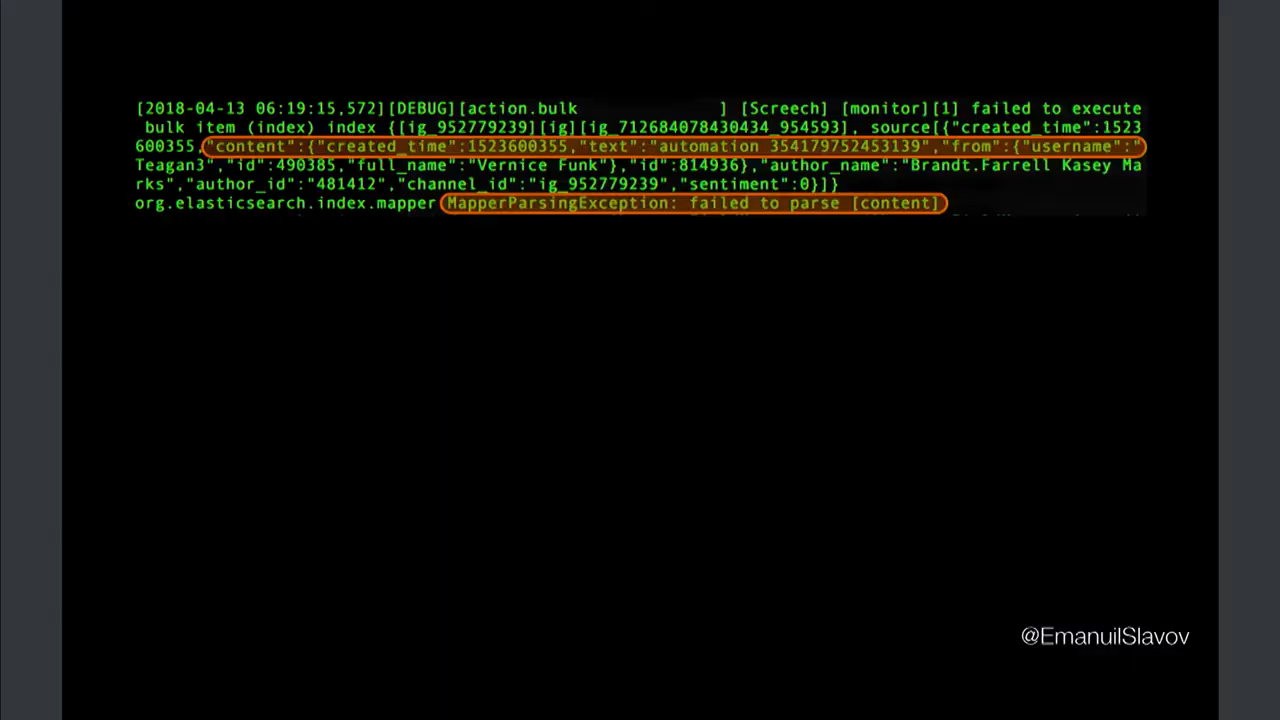 [2018-04-13 06:19:15,572][DEBUG][action.bulk ] [Screech] [monitor][1] failed to execute
bulk item (index) index {[ig_952779239][ig][ig_712684078430434_954593], source[{"created_time":1523
600355,"content":{"created_time":1523600355,"text":"automation 354179752453139","from":{"username":"
Teagan3","id":490385,"full_name":"Vernice Funk"},"id":814936},"author_name":"Brandt.Farrell Kasey Ma
rks","author_id":"481412","channel_id":"ig_952779239","sentiment":0}]}
org.elasticsearch.index.mapper MapperParsingException: failed to parse [content]
@EmanuilSlavov